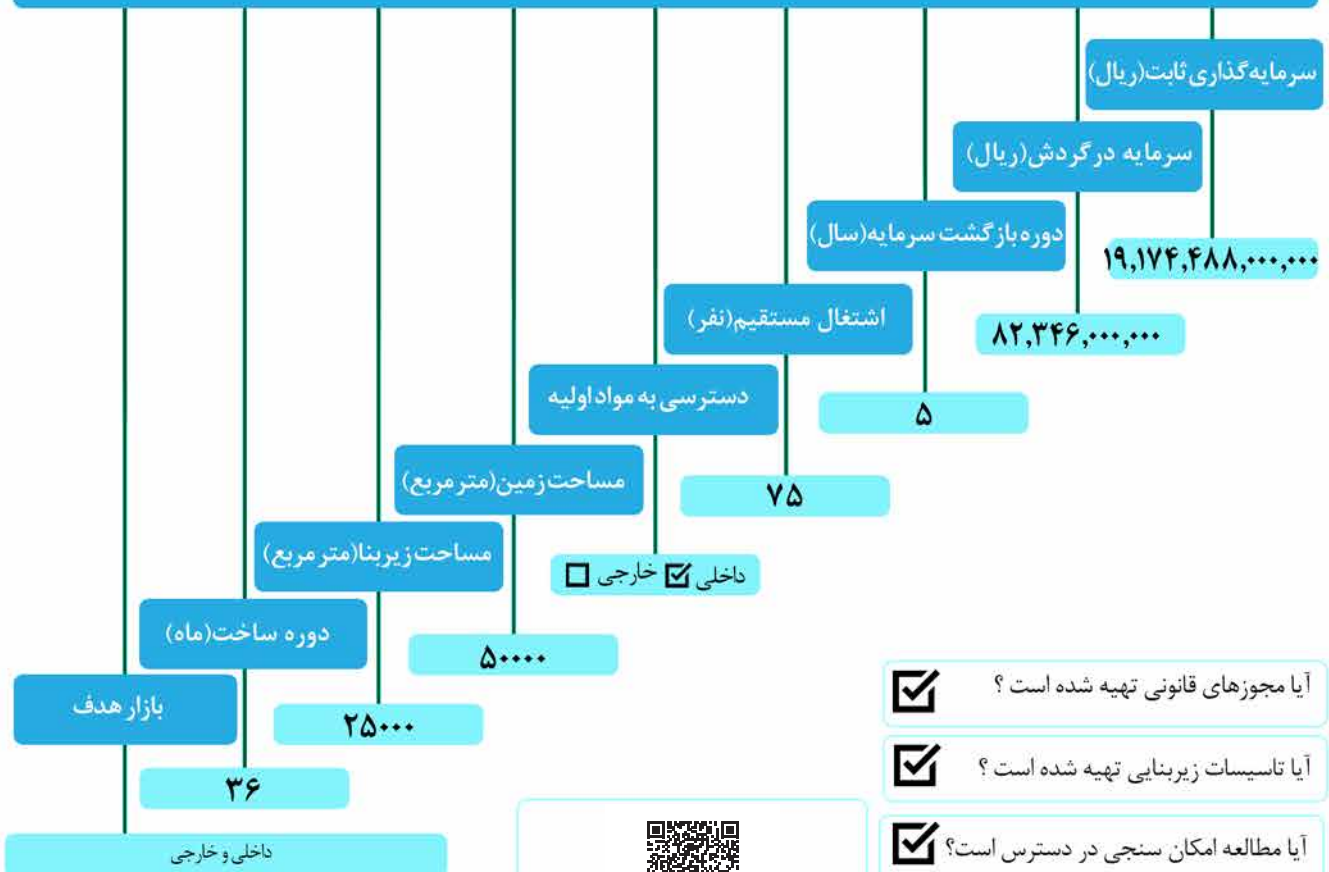 سرمایه‌گذاری ثابت(ریال)
۱۹,۱۷۴,۴۸۸,۰۰۰,۰۰۰
سرمایه در گردش(ریال)
۸۲,۳۴۶,۰۰۰,۰۰۰
دوره بازگشت سرمایه(سال)
۵
اشتغال مستقیم(نفر)
۷۵
دسترسی به مواد اولیه
داخلی ☑ خارجی ☐
مساحت زمین(متر مربع)
۵۰۰۰۰
مساحت زیربنا(متر مربع)
۲۵۰۰۰
دوره ساخت(ماه)
۳۶
بازار هدف
داخلی و خارجی
آیا مجوزهای قانونی تهیه شده است ؟ ☑
آیا تاسیسات زیربنایی تهیه شده است ؟ ☑
آیا مطالعه امکان سنجی در دسترس است؟ ☑